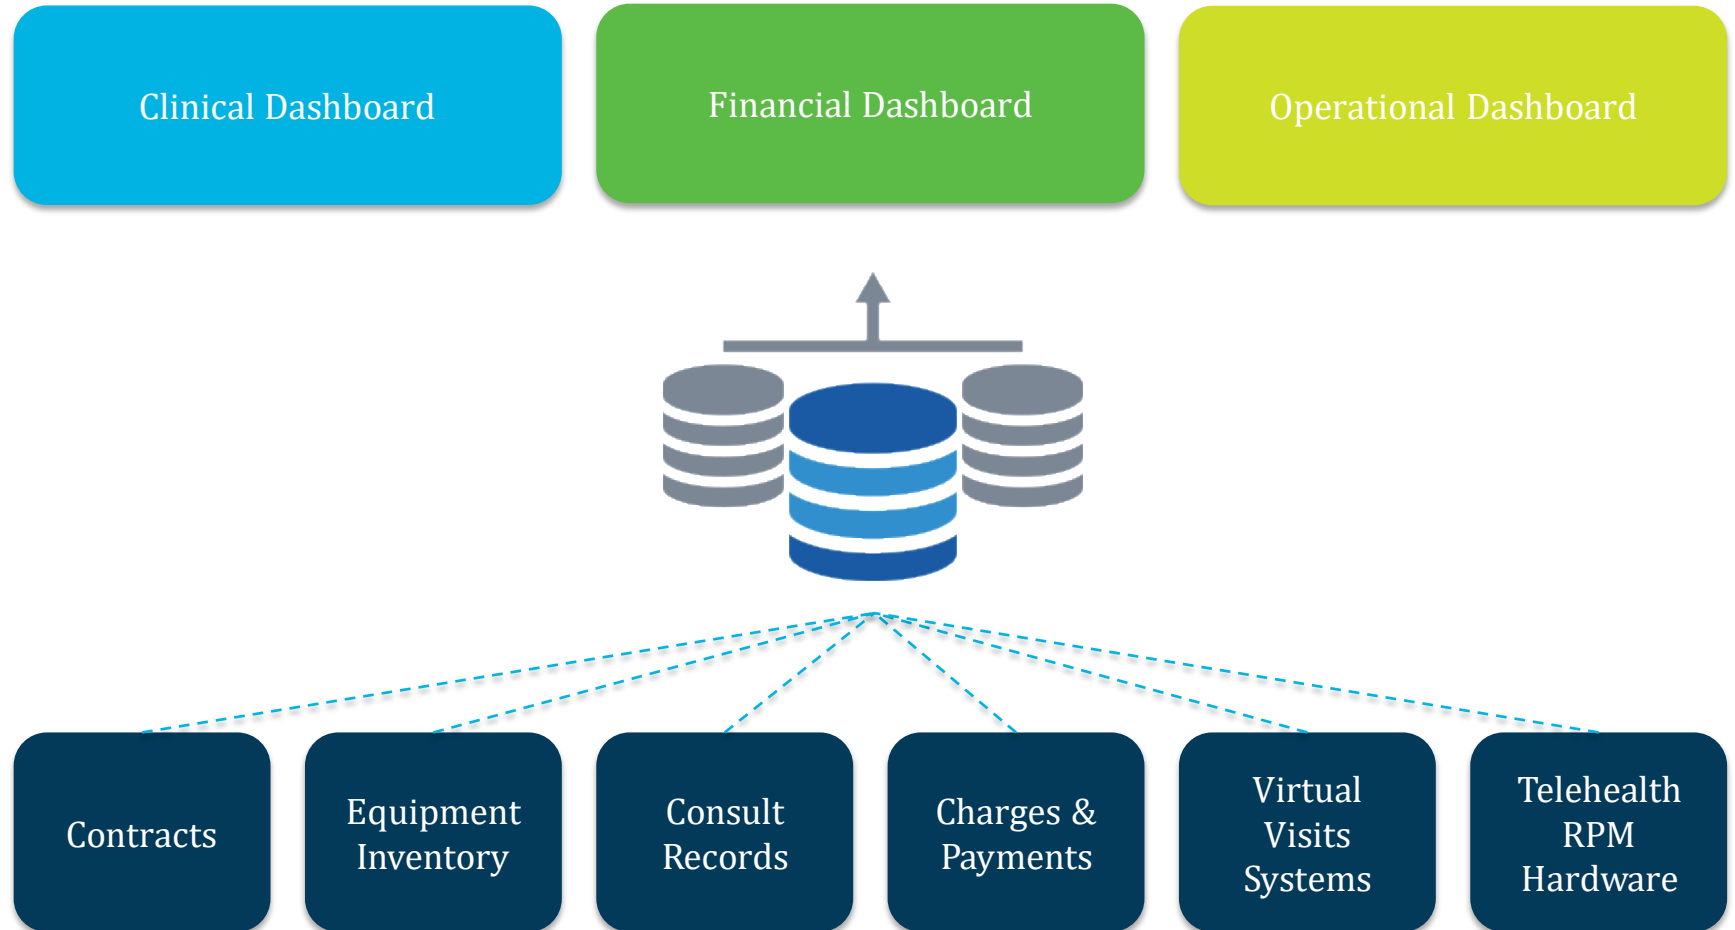 Clinical Dashboard
Financial Dashboard
Operational Dashboard
Contracts
Equipment
Inventory
Consult
Records
Charges &
Payments
Virtual
Visits
Systems
Telehealth
RPM
Hardware